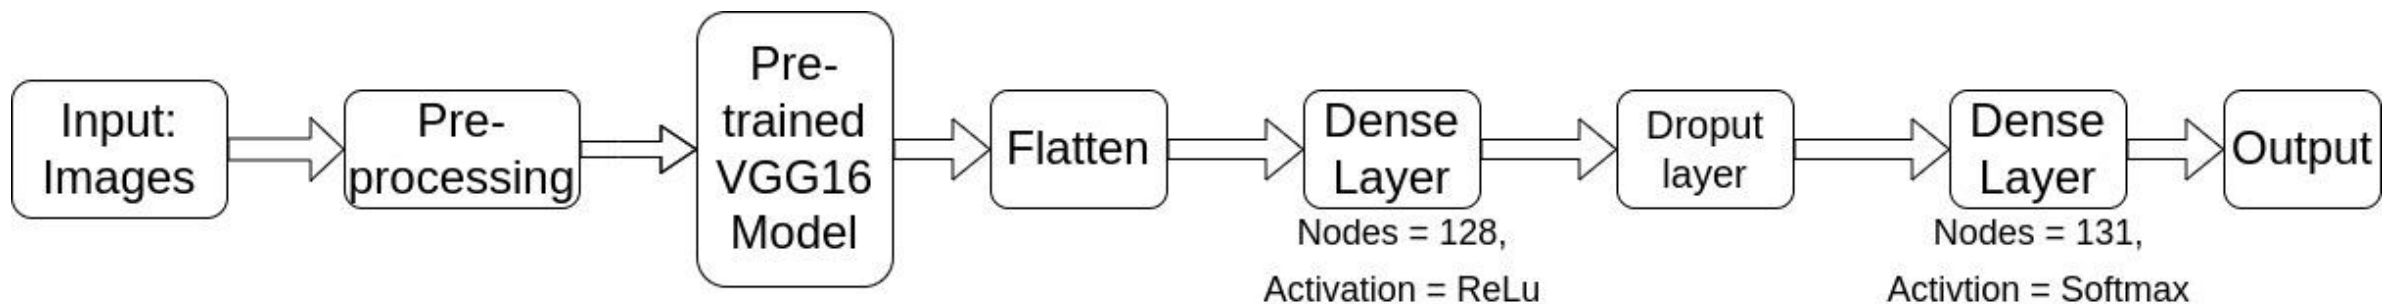 Input:
Images
Pre-
processing
Pre-
trained
VGG16
Model
Flatten
Dense
Layer
Nodes = 128,
Activation = ReLu
Droput
layer
Dense
Layer
Nodes = 131,
Activtion = Softmax
Output